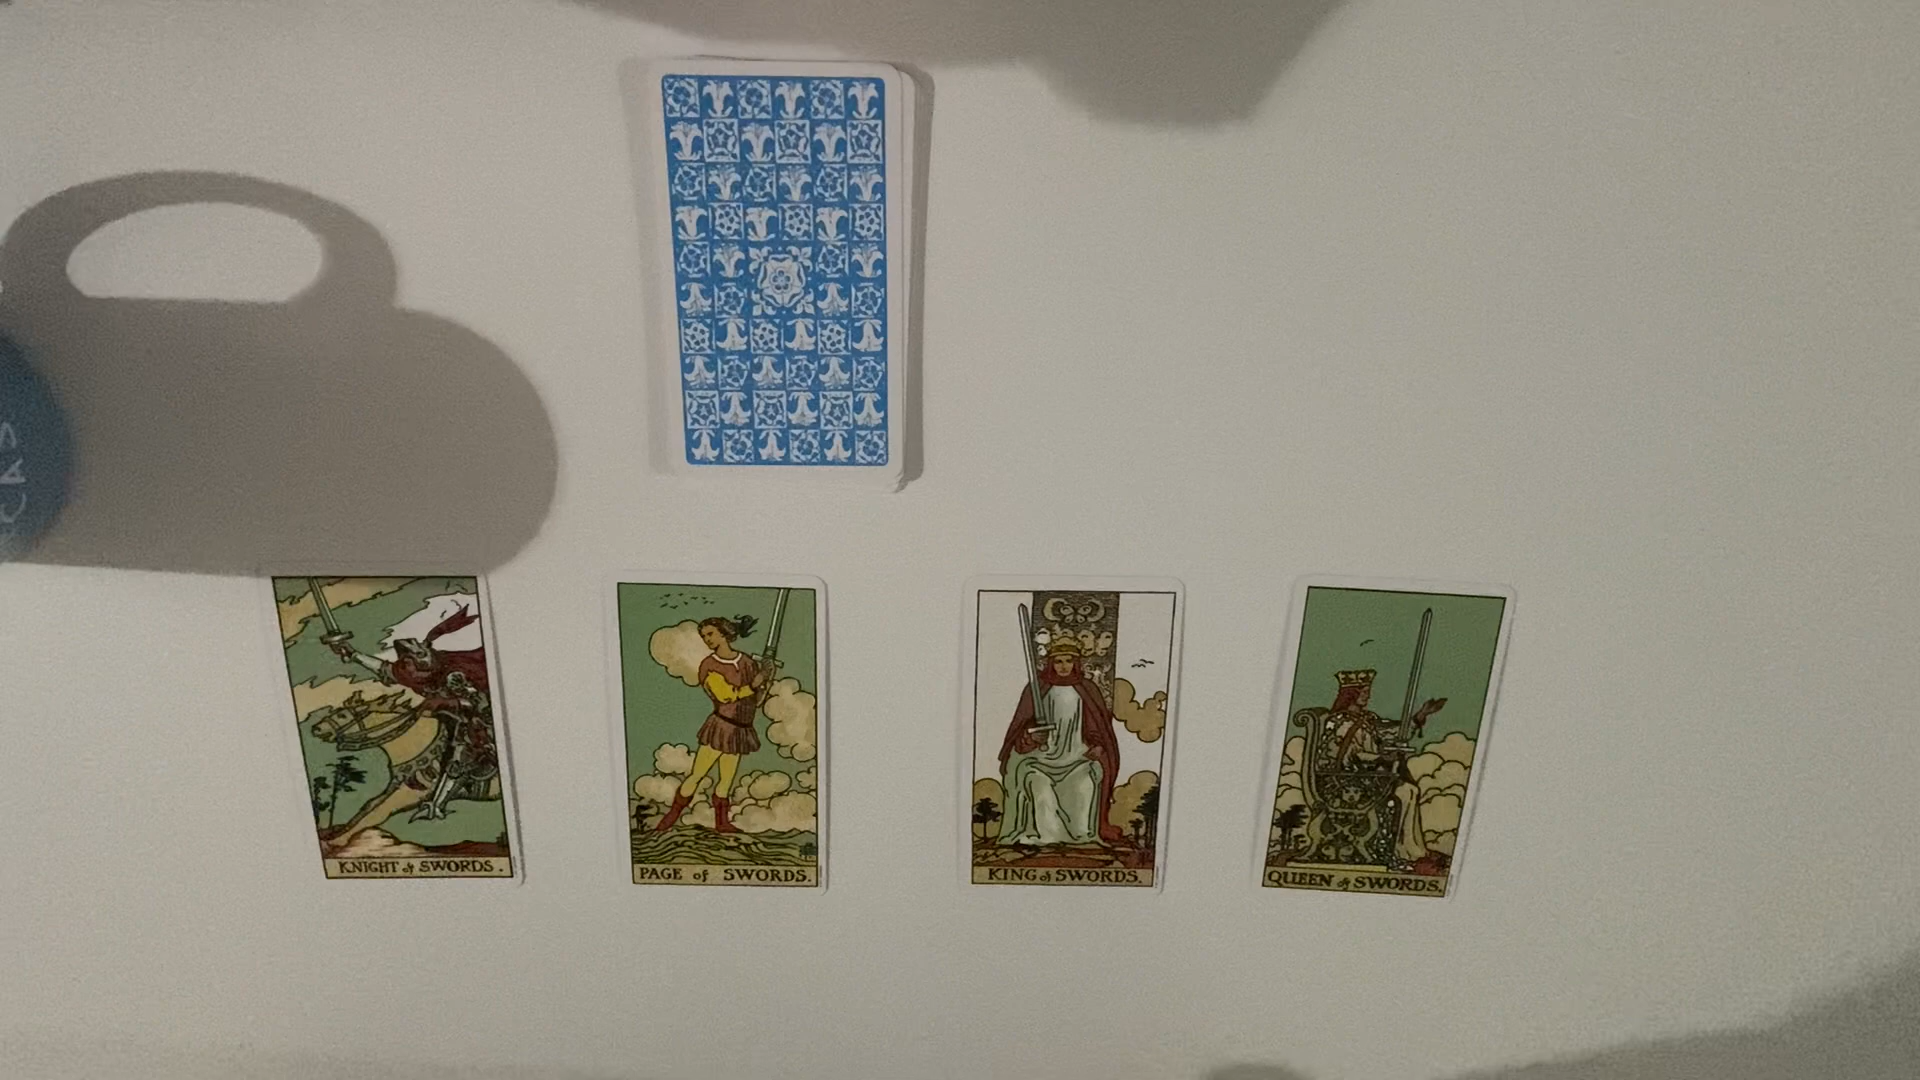 KNIGHT of SWORDS.
PAGE of SWORDS.
KING of SWORDS.
QUEEN of SWORDS.